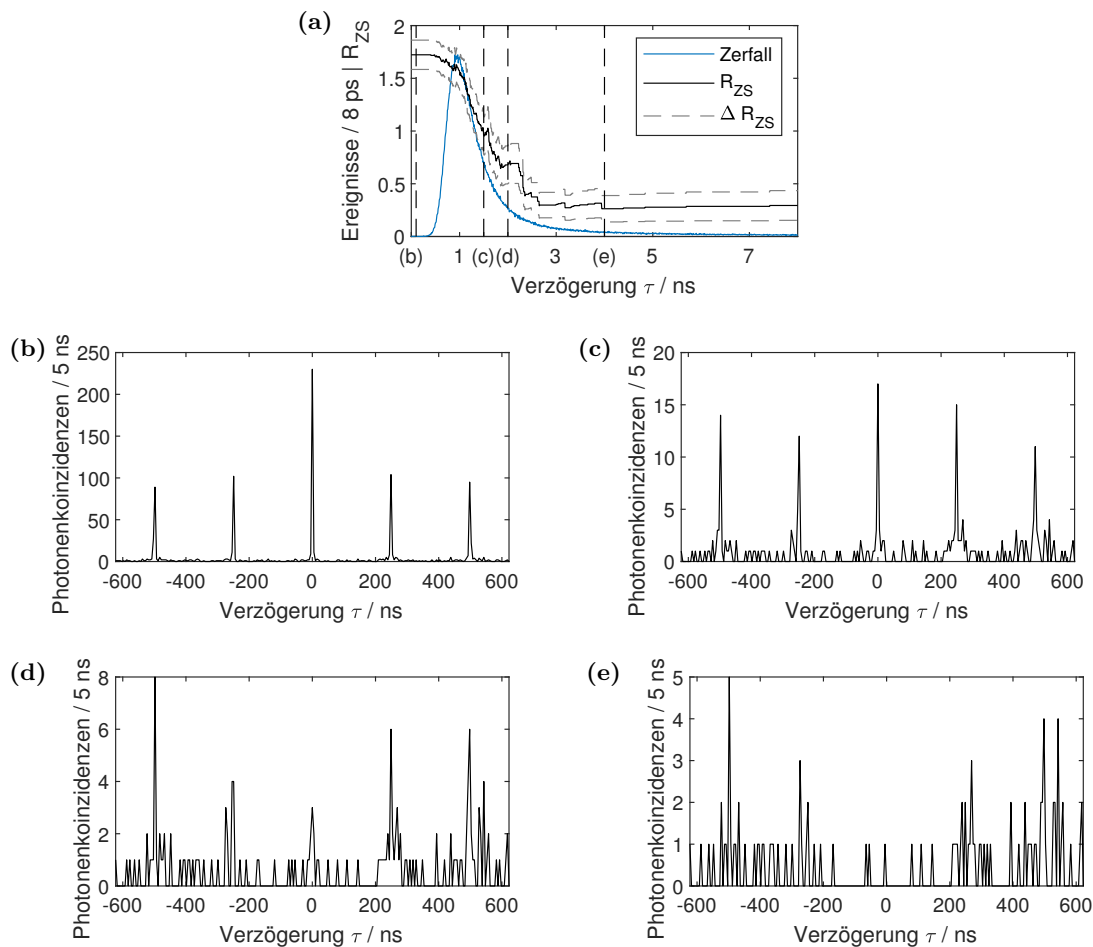 (a)
Ereignisse / 8 ps | R_ZS
2
1.5
1
0.5
0
Zerfall
R_ZS
Δ R_ZS
(b) 1 (c) (d) 3 (e) 5 7
Verzögerung τ / ns
(b)
Photonenkoinzidenzen / 5 ns
250
200
150
100
50
0
-600 -400 -200 0 200 400 600
Verzögerung τ / ns
(c)
Photonenkoinzidenzen / 5 ns
20
15
10
5
0
-600 -400 -200 0 200 400 600
Verzögerung τ / ns
(d)
Photonenkoinzidenzen / 5 ns
8
6
4
2
0
-600 -400 -200 0 200 400 600
Verzögerung τ / ns
(e)
Photonenkoinzidenzen / 5 ns
5
4
3
2
1
0
-600 -400 -200 0 200 400 600
Verzögerung τ / ns